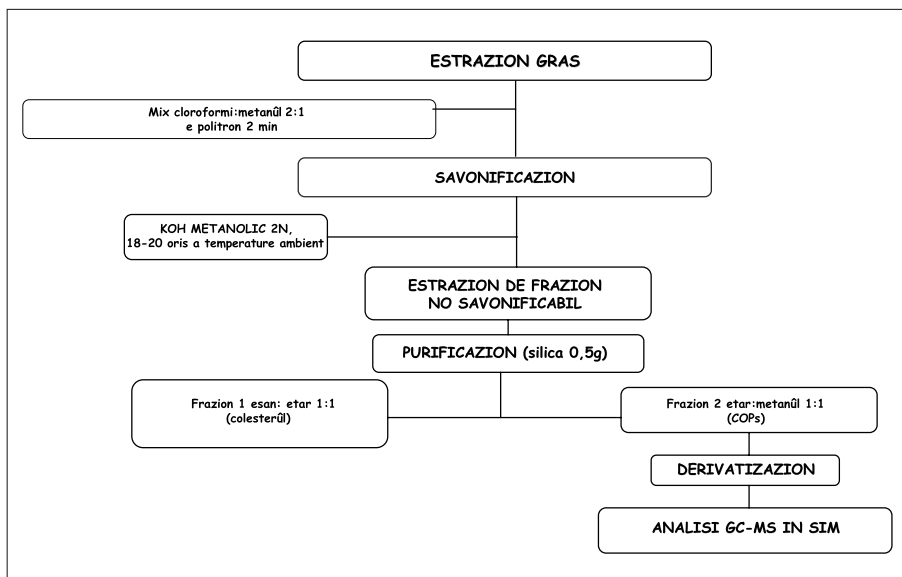 ESTRAZION GRAS
Mix cloroformi:metanûl 2:1
e politron 2 min
SAVONIFICAZION
KOH METANOLIC 2N,
18-20 oris a temperature ambient
ESTRAZION DE FRAZION
NO SAVONIFICABIL
PURIFICAZION (silica 0,5g)
Frazion 1 esan: etar 1:1
(colesterûl)
Frazion 2 etar:metanûl 1:1
(COPs)
DERIVATIZAZION
ANALISI GC-MS IN SIM